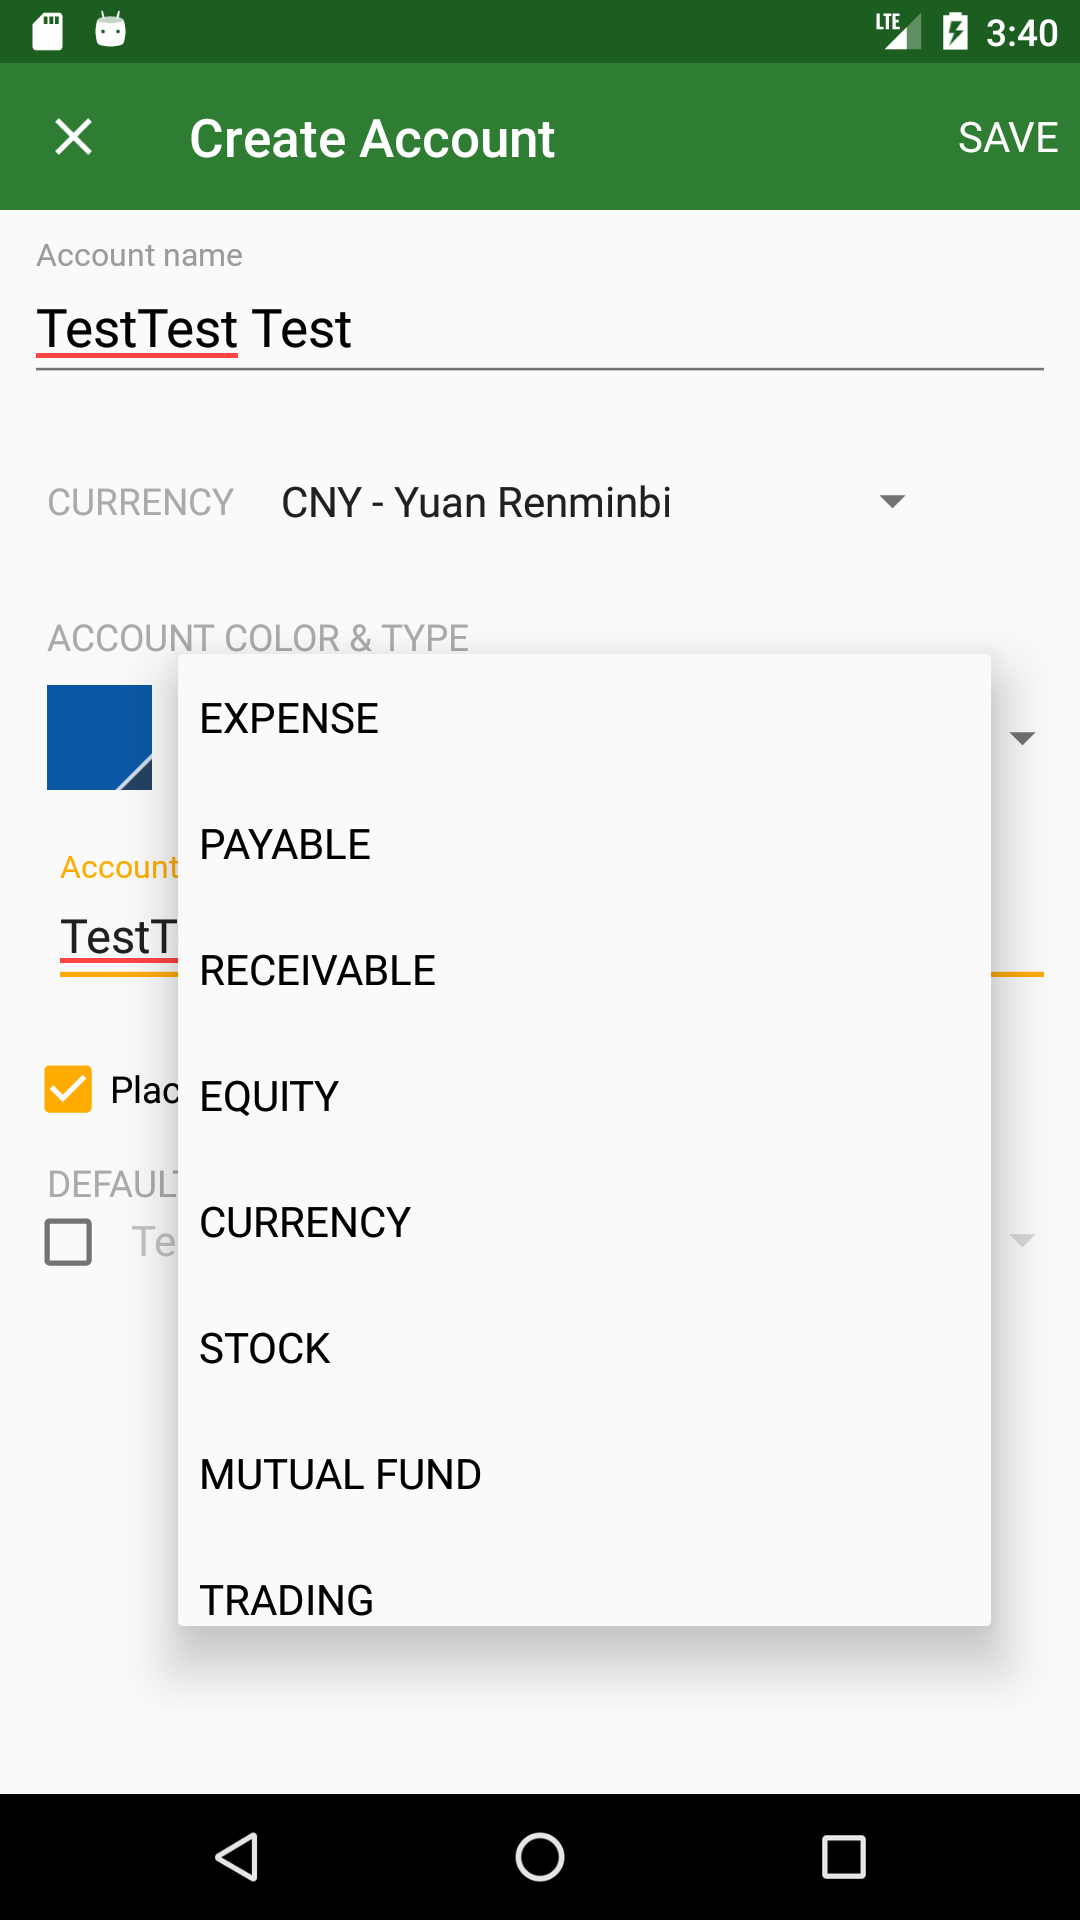 LTE 3:40
Create Account SAVE
Account name
TestTest Test
CURRENCY CNY - Yuan Renminbi
ACCOUNT COLOR & TYPE
EXPENSE
PAYABLE
Account
TestT
RECEIVABLE
Plac
EQUITY
DEFAUL
CURRENCY
Te
STOCK
MUTUAL FUND
TRADING